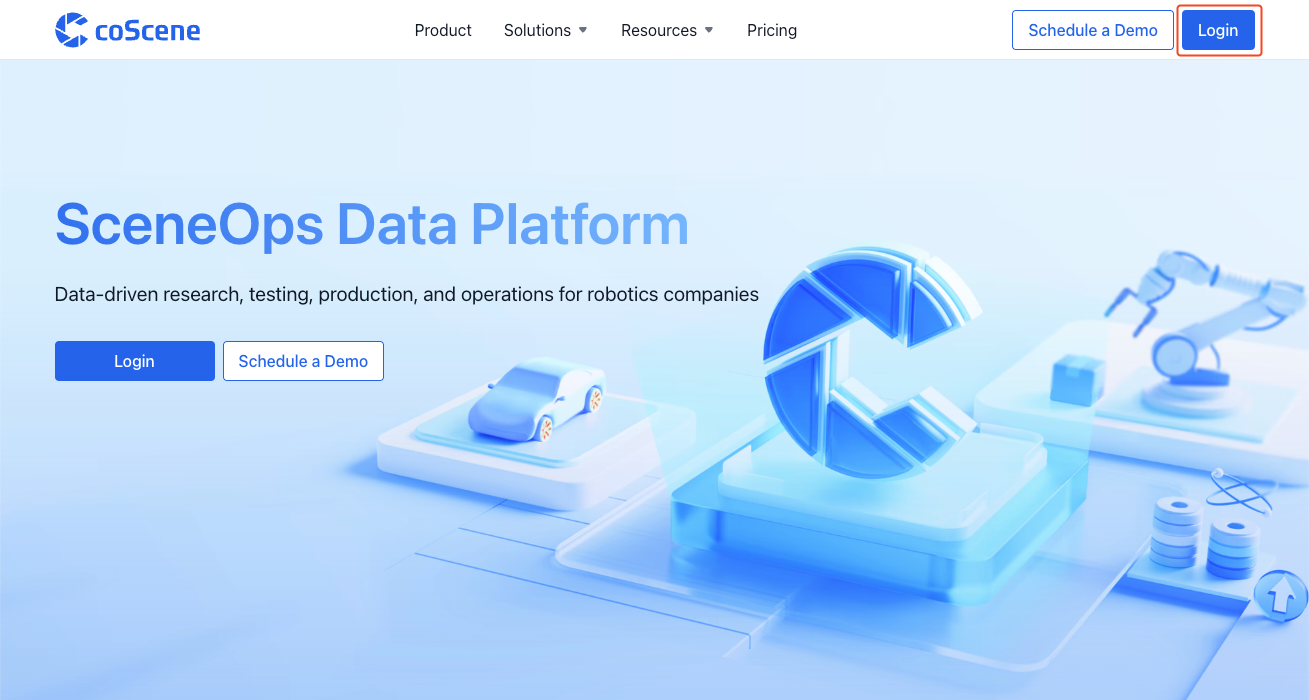 coScene Product Solutions Resources Pricing Schedule a Demo Login
SceneOps Data Platform
Data-driven research, testing, production, and operations for robotics companies
Login Schedule a Demo